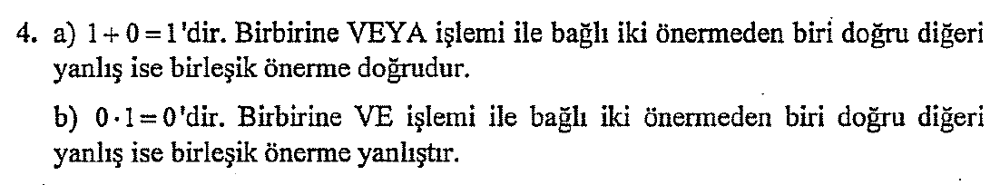 4. a) 1 + 0 = 1'dir. Birbirine VEYA işlemi ile bağlı iki önermeden biri doğru diğeri
yanlış ise birleşik önerme doğrudur.
b) 0 · 1 = 0'dir. Birbirine VE işlemi ile bağlı iki önermeden biri doğru diğeri
yanlış ise birleşik önerme yanlıştır.